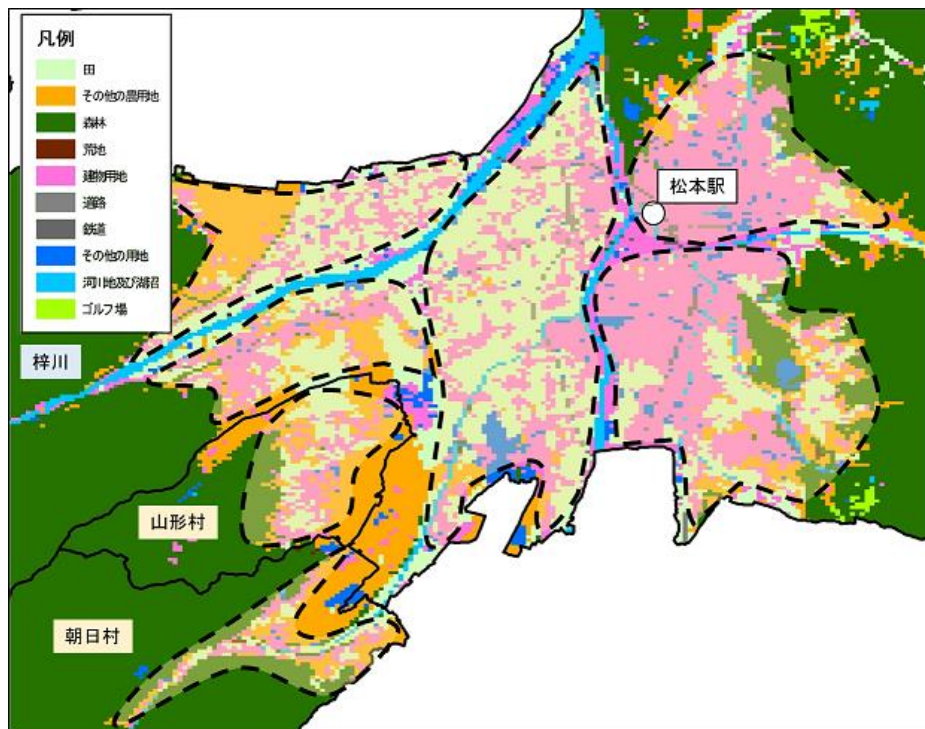 凡例
田
その他の農用地
森林
荒地
建物用地
道路
鉄道
その他の用地
河川地及び湖沼
ゴルフ場
松本駅
梓川
山形村
朝日村